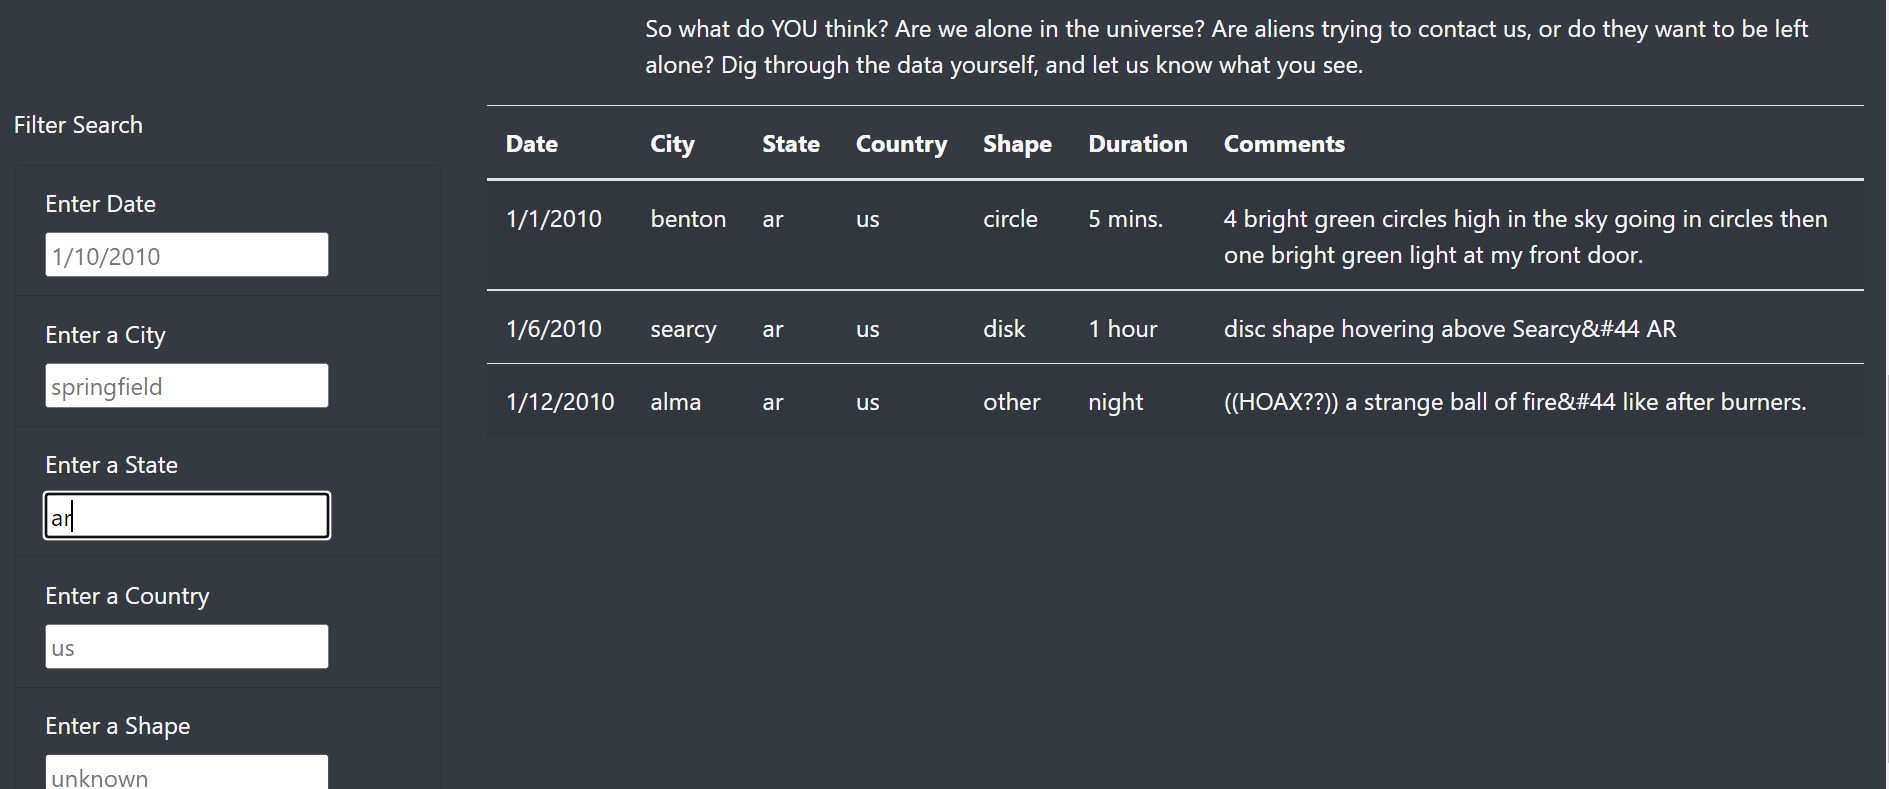 So what do YOU think? Are we alone in the universe? Are aliens trying to contact us, or do they want to be left
alone? Dig through the data yourself, and let us know what you see.
Filter Search
Enter Date
1/10/2010
Enter a City
springfield
Enter a State
ar
Enter a Country
us
Enter a Shape
unknown
Date City State Country Shape Duration Comments
1/1/2010 benton ar us circle 5 mins. 4 bright green circles high in the sky going in circles then
one bright green light at my front door.
1/6/2010 searcy ar us disk 1 hour disc shape hovering above Searcy&#44 AR
1/12/2010 alma ar us other night ((HOAX??)) a strange ball of fire&#44 like after burners.